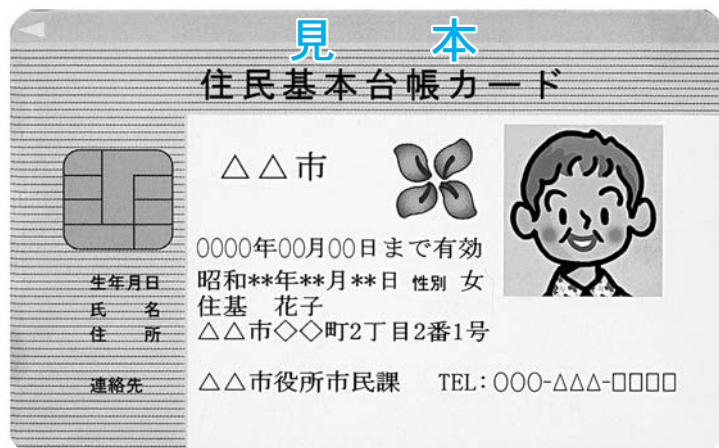 見 本
住民基本台帳カード
△△市
0000年00月00日まで有効
生年月日 昭和**年**月**日 性別 女
氏 名 住基 花子
住 所 △△市◇◇町2丁目2番1号
連絡先 △△市役所市民課 TEL:○○○-△△△-□□□□